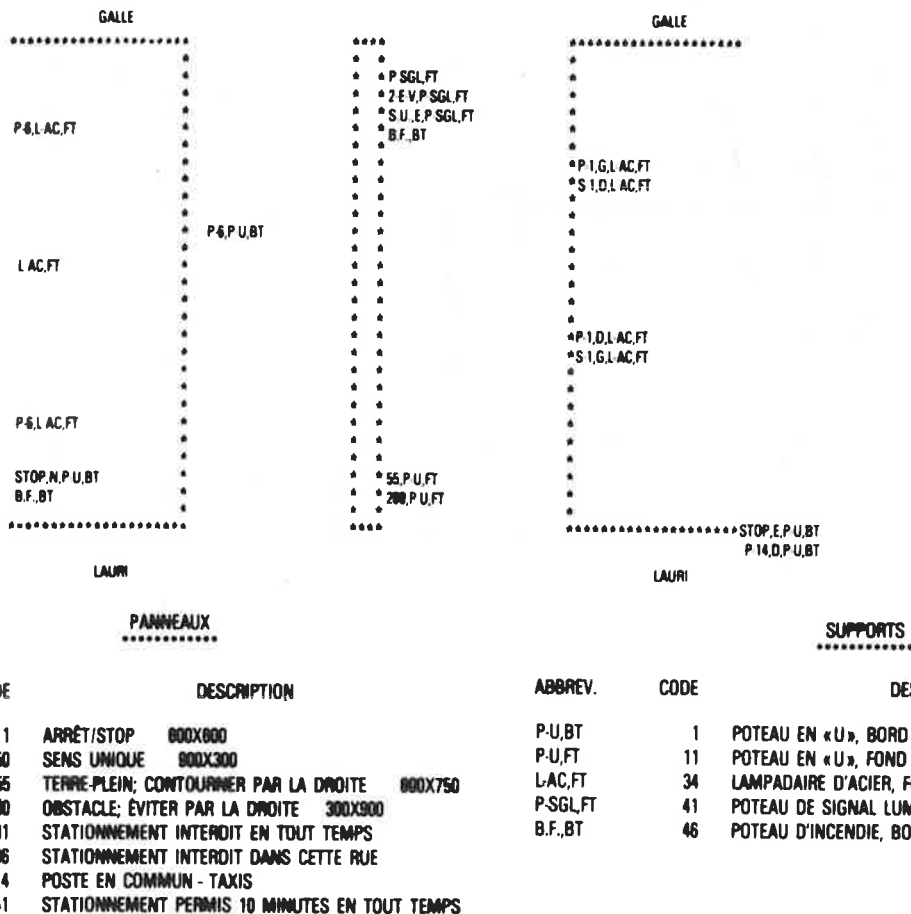 GALLE
GALLE
P-6,L-AC,FT
L-AC,FT
P-6,P-U,BT
P-6,L-AC,FT
STOP,N,P-U,BT
B.F.,BT
LAURI
P-SGL,FT
2-E-V,P-SGL,FT
S.U.,E,P-SGL,FT
B.F.,BT
55,P-U,FT
200,P-U,FT
P-1,G,L-AC,FT
S-1,D,L-AC,FT
P-1,D,L-AC,FT
S-1,G,L-AC,FT
STOP,E,P-U,BT
P-14,D,P-U,BT
LAURI
PANNEAUX
DE DESCRIPTION
1 ARRÊT/STOP 600X600
SENS UNIQUE 900X300
TERRE-PLEIN; CONTOURNER PAR LA DROITE 600X750
OBSTACLE; ÉVITER PAR LA DROITE 300X900
STATIONNEMENT INTERDIT EN TOUT TEMPS
STATIONNEMENT INTERDIT DANS CETTE RUE
POSTE EN COMMUN - TAXIS
STATIONNEMENT PERMIS 10 MINUTES EN TOUT TEMPS
SUPPORTS
ABBREV. CODE DES
P-U,BT 1 POTEAU EN «U», BORD
P-U,FT 11 POTEAU EN «U», FOND
L-AC,FT 34 LAMPADAIRE D'ACIER, F
P-SGL,FT 41 POTEAU DE SIGNAL LUM
B.F.,BT 46 POTEAU D'INCENDIE, BO